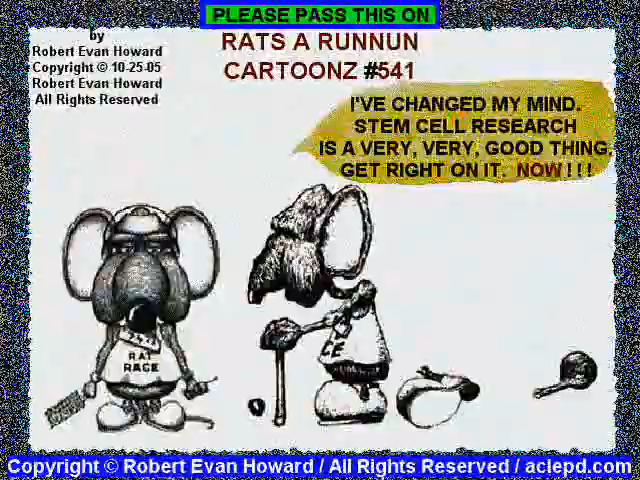 PLEASE PASS THIS ON
by
Robert Evan Howard
Copyright © 10-25-05
Robert Evan Howard
All Rights Reserved
RATS A RUNNUN
CARTOONZ #541
I'VE CHANGED MY MIND.
STEM CELL RESEARCH
IS A VERY, VERY, GOOD THING.
GET RIGHT ON IT. NOW ! ! !
RAT
RACE
CE
Copyright © Robert Evan Howard / All Rights Reserved / aclepd.com